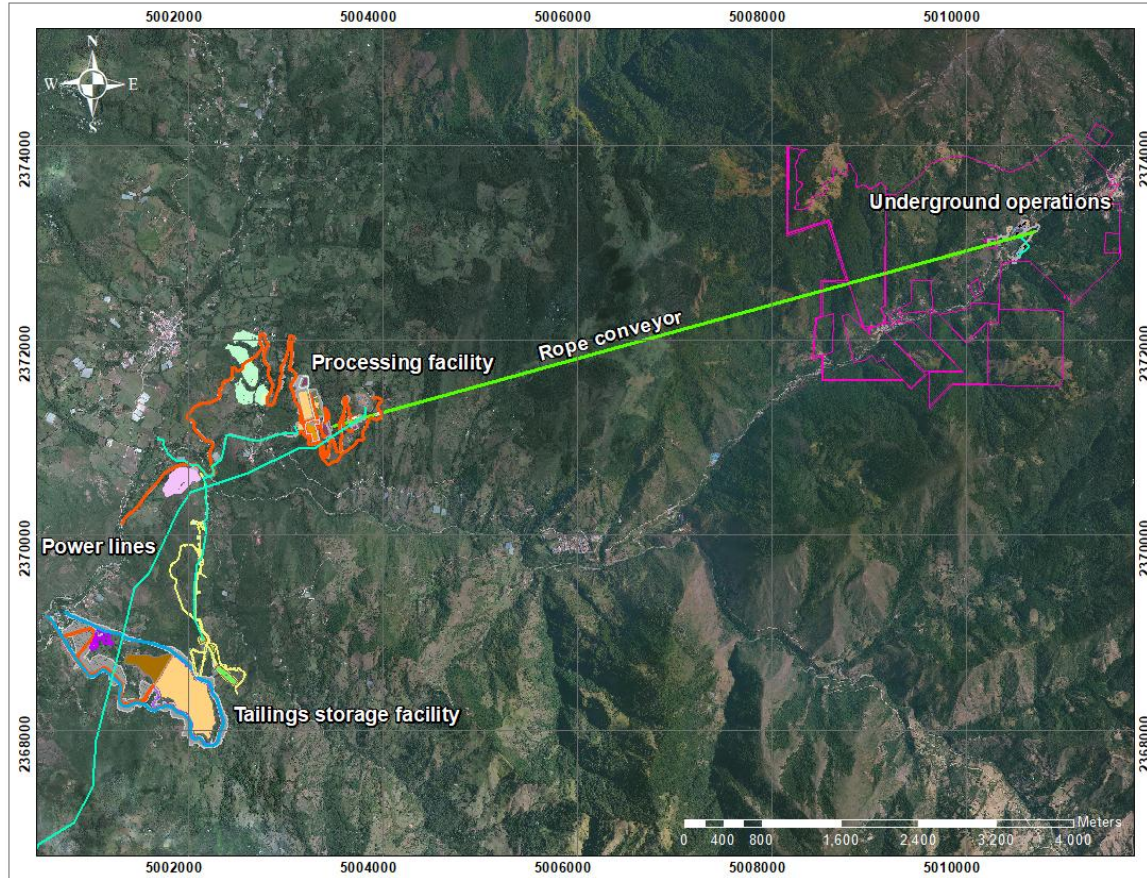 5002000 5004000 5006000 5008000 5010000
N
W E
S
2374000 2374000
Underground operations
Rope conveyor
2372000 2372000
Processing facility
2370000 2370000
Power lines
Tailings storage facility
2368000 2368000
Meters
0 400 800 1,600 2,400 3,200 4,000
5002000 5004000 5006000 5008000 5010000